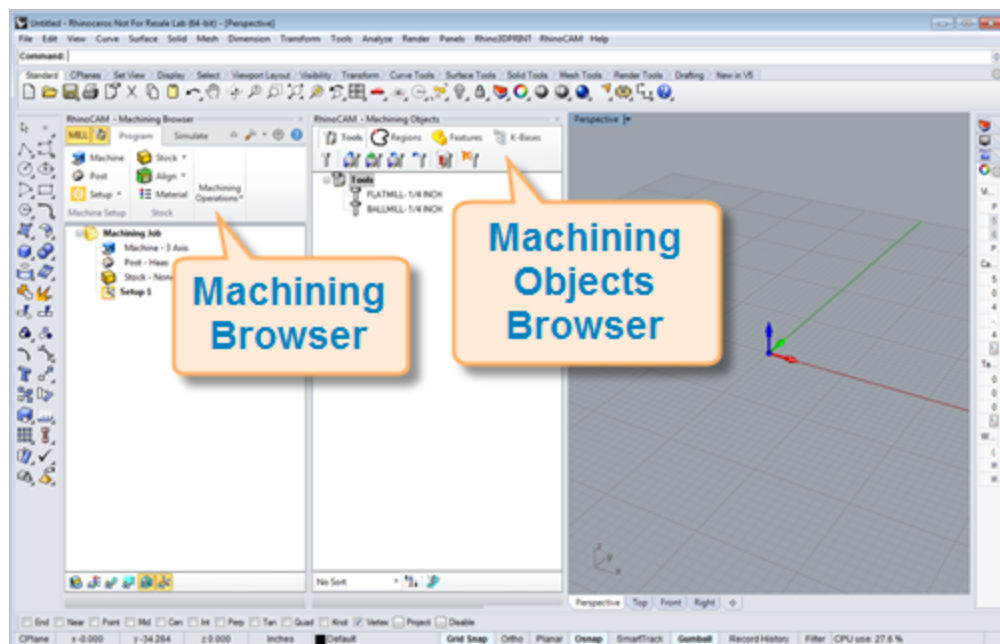 Untitled - Rhinoceros Not For Resale Lab (64-bit) - [Perspective]
File Edit View Curve Surface Solid Mesh Dimension Transform Tools Analyze Render Panels Rhino3DPRINT RhinoCAM Help
Command:
Standard CPlanes Set View Display Select Viewport Layout Visibility Transform Curve Tools Surface Tools Solid Tools Mesh Tools Render Tools Drafting New in V5
RhinoCAM - Machining Browser
MILL Program Simulate
Machine Stock
Post Align
Setup Material
Machining Operations
Machine Setup Stock
Machining Job
Machine - 3 Axis
Post - Haas
Stock - None
Setup 1
Machining
Browser
RhinoCAM - Machining Objects
Tools Regions Features K-Bases
Tools
FLATMILL-1/4 INCH
BALLMILL-1/4 INCH
Machining
Objects
Browser
No Sort
Perspective
z
y
x
Perspective Top Front Right
End Near Point Mid Cen Int Perp Tan Quad Knot Vertex Project Disable
CPlane x -0.000 y -34.284 z 0.000 Inches Default Grid Snap Ortho Planar Osnap SmartTrack Gumball Record History Filter CPU use: 27.6 %